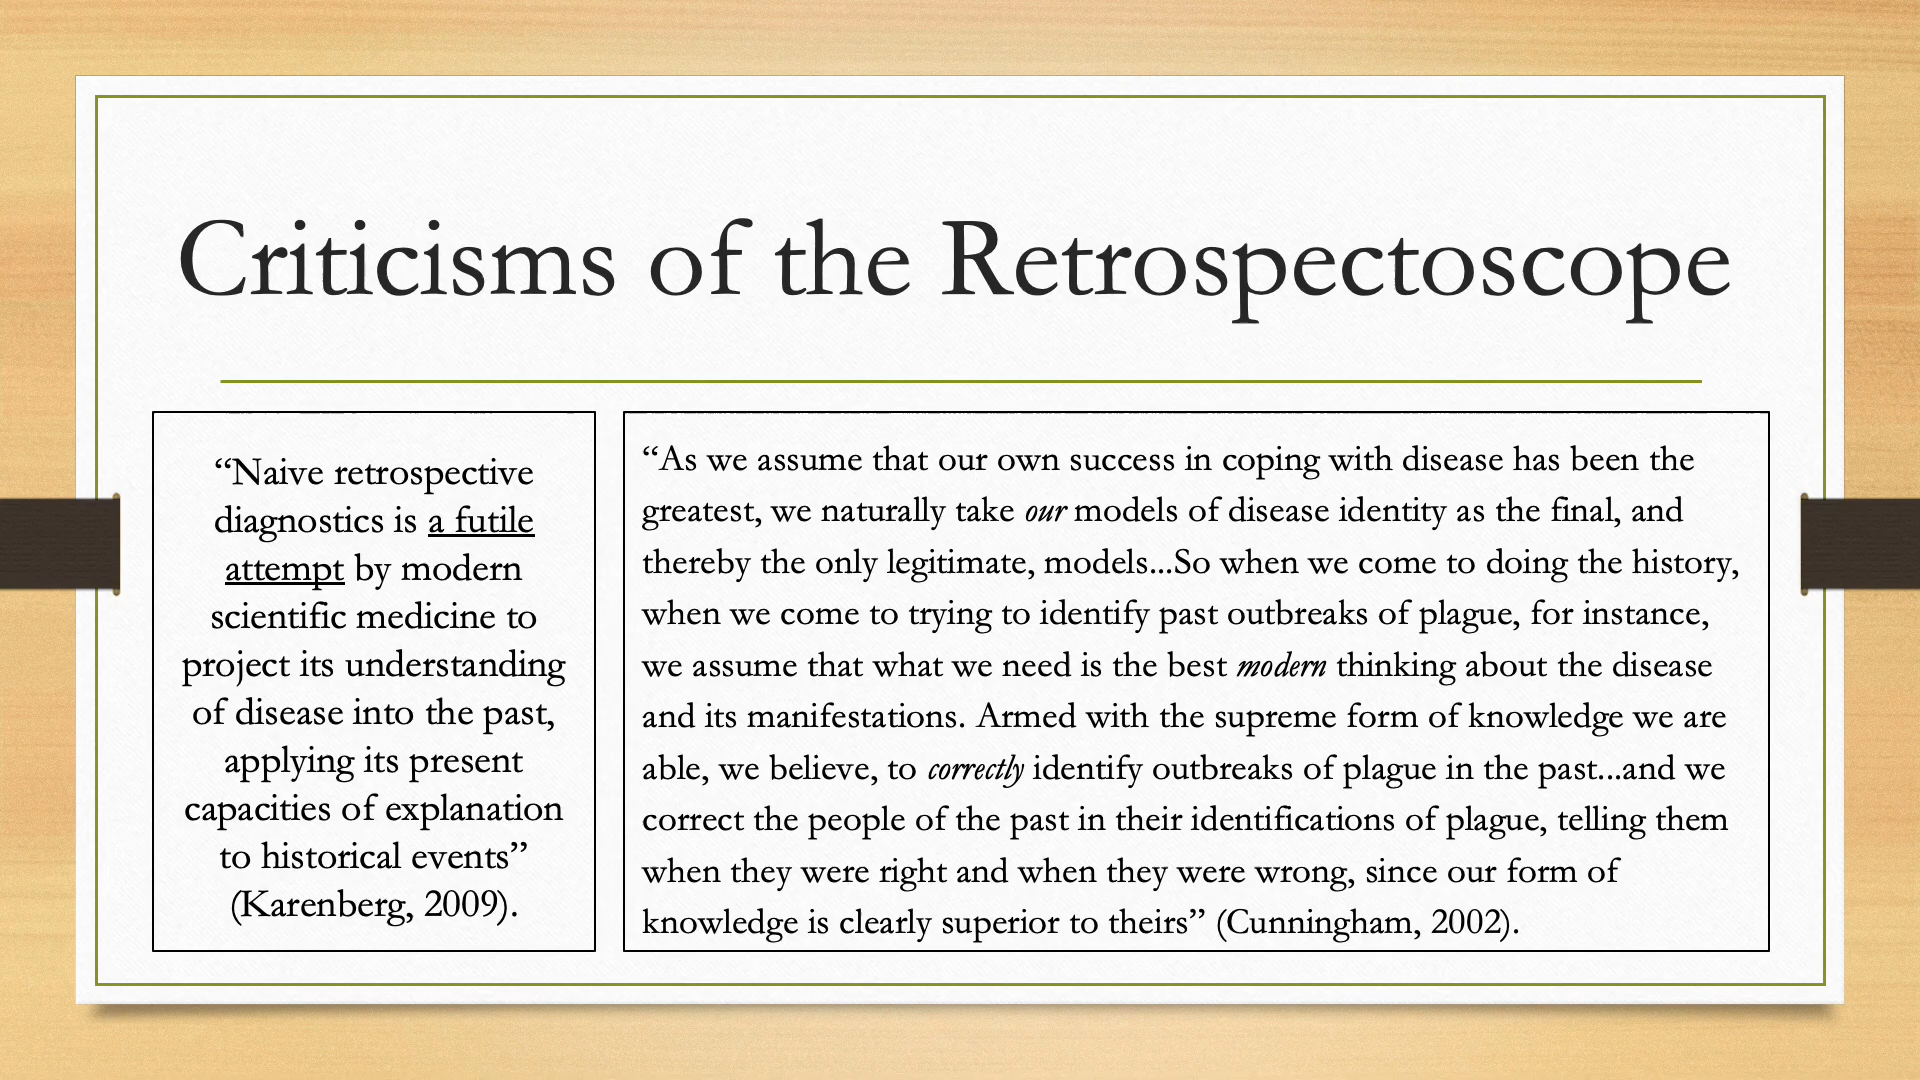 Criticisms of the Retrospectoscope
“Naive retrospective
diagnostics is a futile
attempt by modern
scientific medicine to
project its understanding
of disease into the past,
applying its present
capacities of explanation
to historical events”
(Karenberg, 2009).
“As we assume that our own success in coping with disease has been the
greatest, we naturally take our models of disease identity as the final, and
thereby the only legitimate, models...So when we come to doing the history,
when we come to trying to identify past outbreaks of plague, for instance,
we assume that what we need is the best modern thinking about the disease
and its manifestations. Armed with the supreme form of knowledge we are
able, we believe, to correctly identify outbreaks of plague in the past...and we
correct the people of the past in their identifications of plague, telling them
when they were right and when they were wrong, since our form of
knowledge is clearly superior to theirs” (Cunningham, 2002).